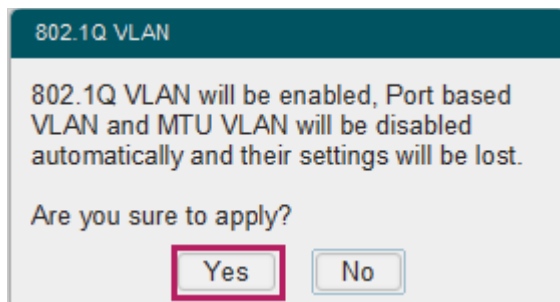 802.1Q VLAN
802.1Q VLAN will be enabled, Port based
VLAN and MTU VLAN will be disabled
automatically and their settings will be lost.
Are you sure to apply?
Yes No